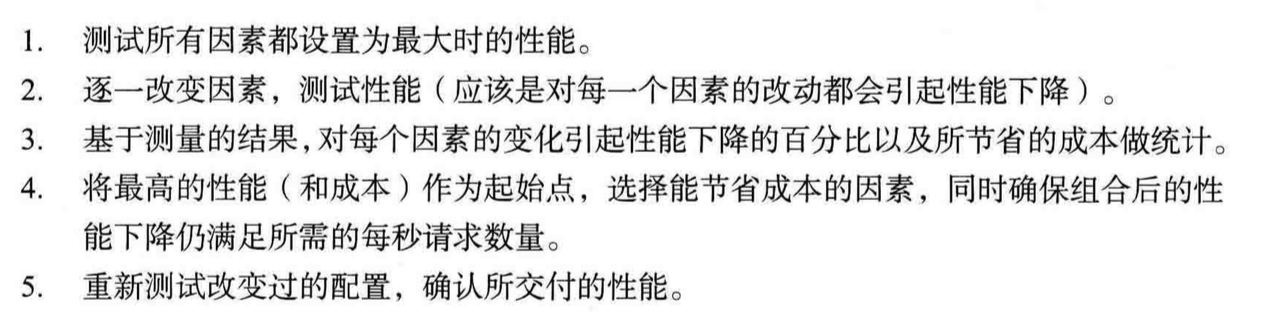 1. 测试所有因素都设置为最大时的性能。
2. 逐一改变因素，测试性能（应该是对每一个因素的改动都会引起性能下降）。
3. 基于测量的结果，对每个因素的变化引起性能下降的百分比以及所节省的成本做统计。
4. 将最高的性能（和成本）作为起始点，选择能节省成本的因素，同时确保组合后的性
能下降仍满足所需的每秒请求数量。
5. 重新测试改变过的配置，确认所交付的性能。